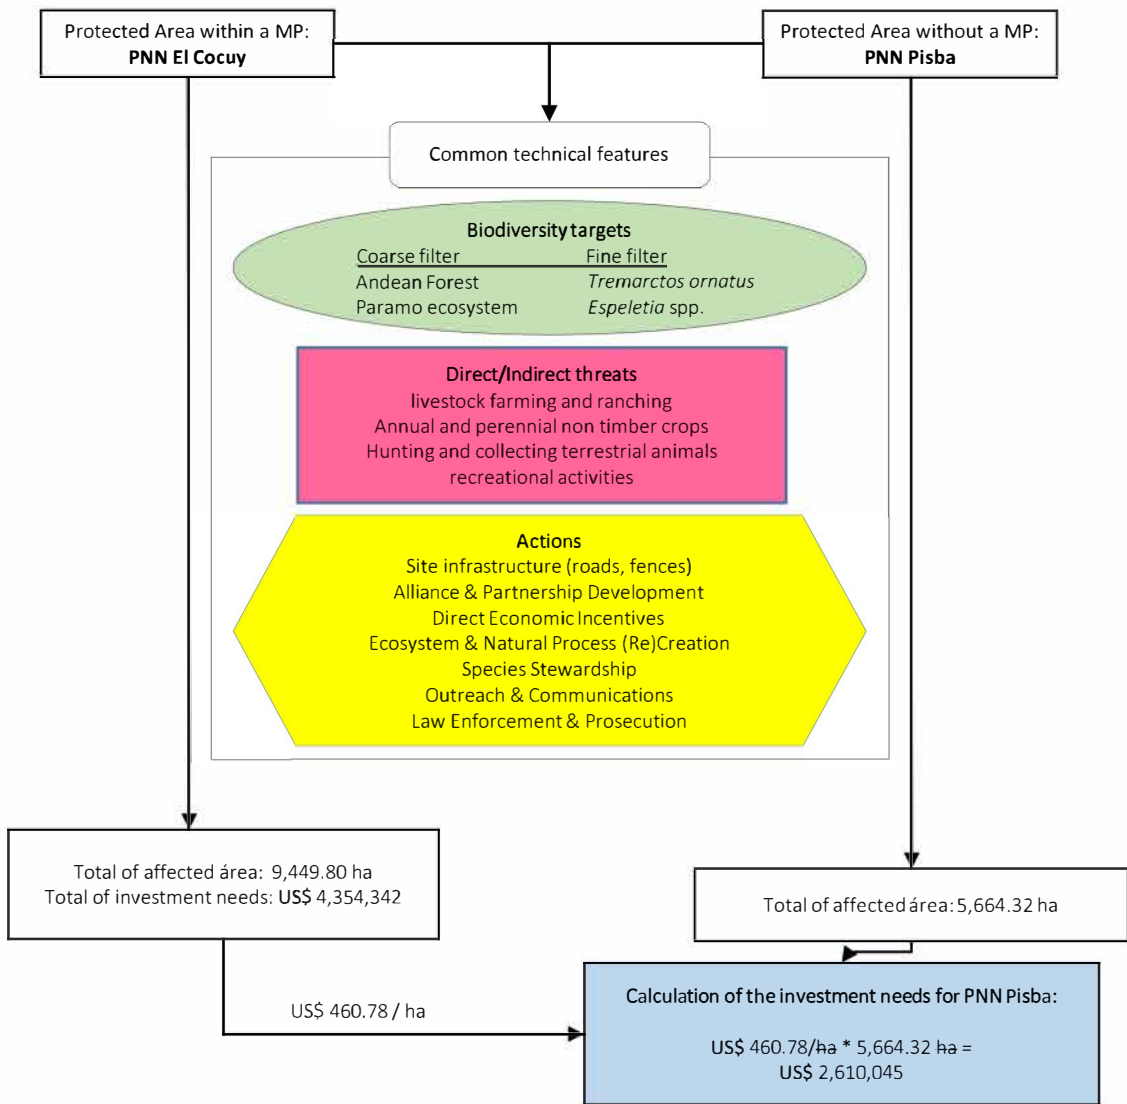 Protected Area within a MP:
PNN El Cocuy
Protected Area without a MP:
PNN Pisba
Common technical features
Biodiversity targets
Coarse filter Fine filter
Andean Forest Tremarctos ornatus
Paramo ecosystem Espeletia spp.
Direct/Indirect threats
livestock farming and ranching
Annual and perennial non timber crops
Hunting and collecting terrestrial animals
recreational activities
Actions
Site infrastructure (roads, fences)
Alliance & Partnership Development
Direct Economic Incentives
Ecosystem & Natural Process (Re)Creation
Species Stewardship
Outreach & Communications
Law Enforcement & Prosecution
Total of affected área: 9,449.80 ha
Total of investment needs: US$ 4,354,342
Total of affected área: 5,664.32 ha
US$ 460.78 / ha
Calculation of the investment needs for PNN Pisba:
US$ 460.78/ha * 5,664.32 ha =
US$ 2,610,045